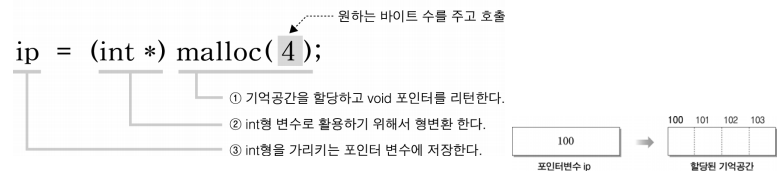 원하는 바이트 수를 주고 호출
ip = (int *) malloc( 4 );
① 기억공간을 할당하고 void 포인터를 리턴한다.
② int형 변수로 활용하기 위해서 형변환 한다.
③ int형을 가리키는 포인터 변수에 저장한다.
100 101 102 103
100
포인터변수 ip
할당된 기억공간